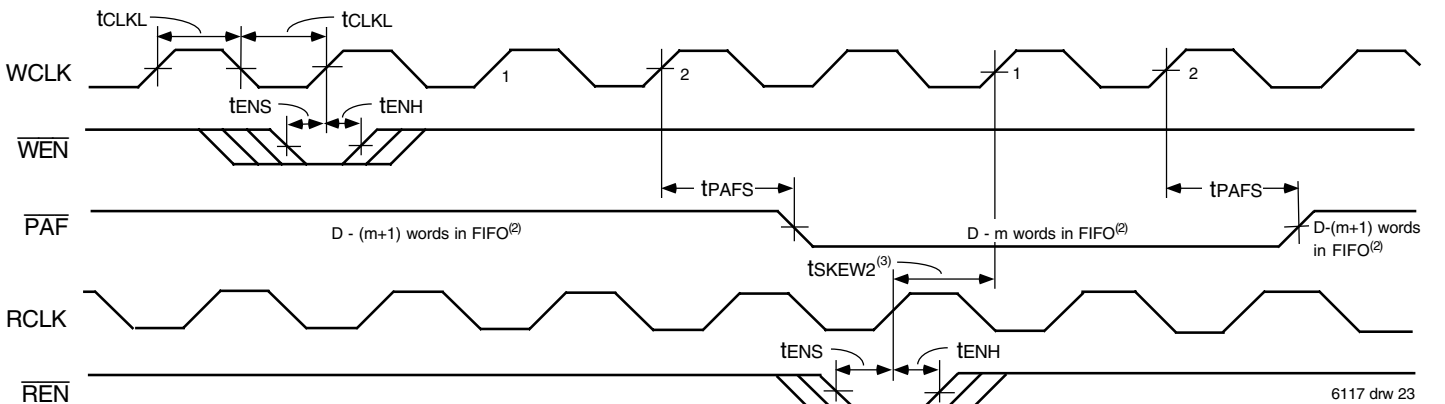 tCLKL tCLKL
WCLK 1 2 1 2
tENS tENH
WEN
tPAFS tPAFS
PAF D - (m+1) words in FIFO(2) D - m words in FIFO(2) D-(m+1) words
in FIFO(2)
tSKEW2(3)
RCLK
tENS tENH
REN
6117 drw 23